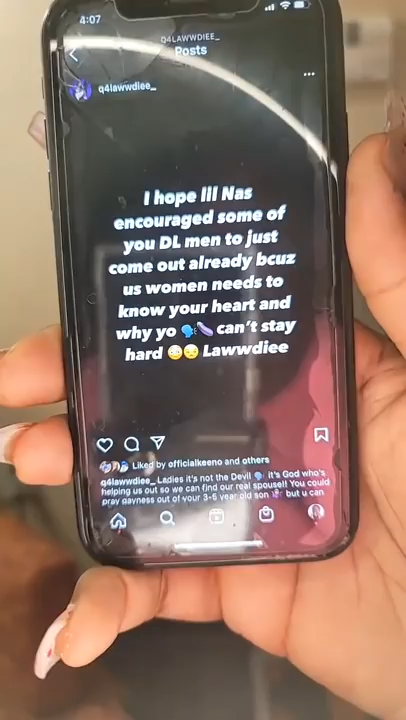 4:07
Q4LAWWDIEE_
Posts
q4lawwdiee_
I hope lil Nas
encouraged some of
you DL men to just
come out already bcuz
us women needs to
know your heart and
why yo 🗣️🍆 can't stay
hard 😳😒 Lawwdiee
Liked by officialkeeno and others
q4lawwdiee_ Ladies it's not the Devil 🗣️ it's God who's
helping us out so we can find our real spouse!! You could
pray gayness out of your 3-5 year old son but u can